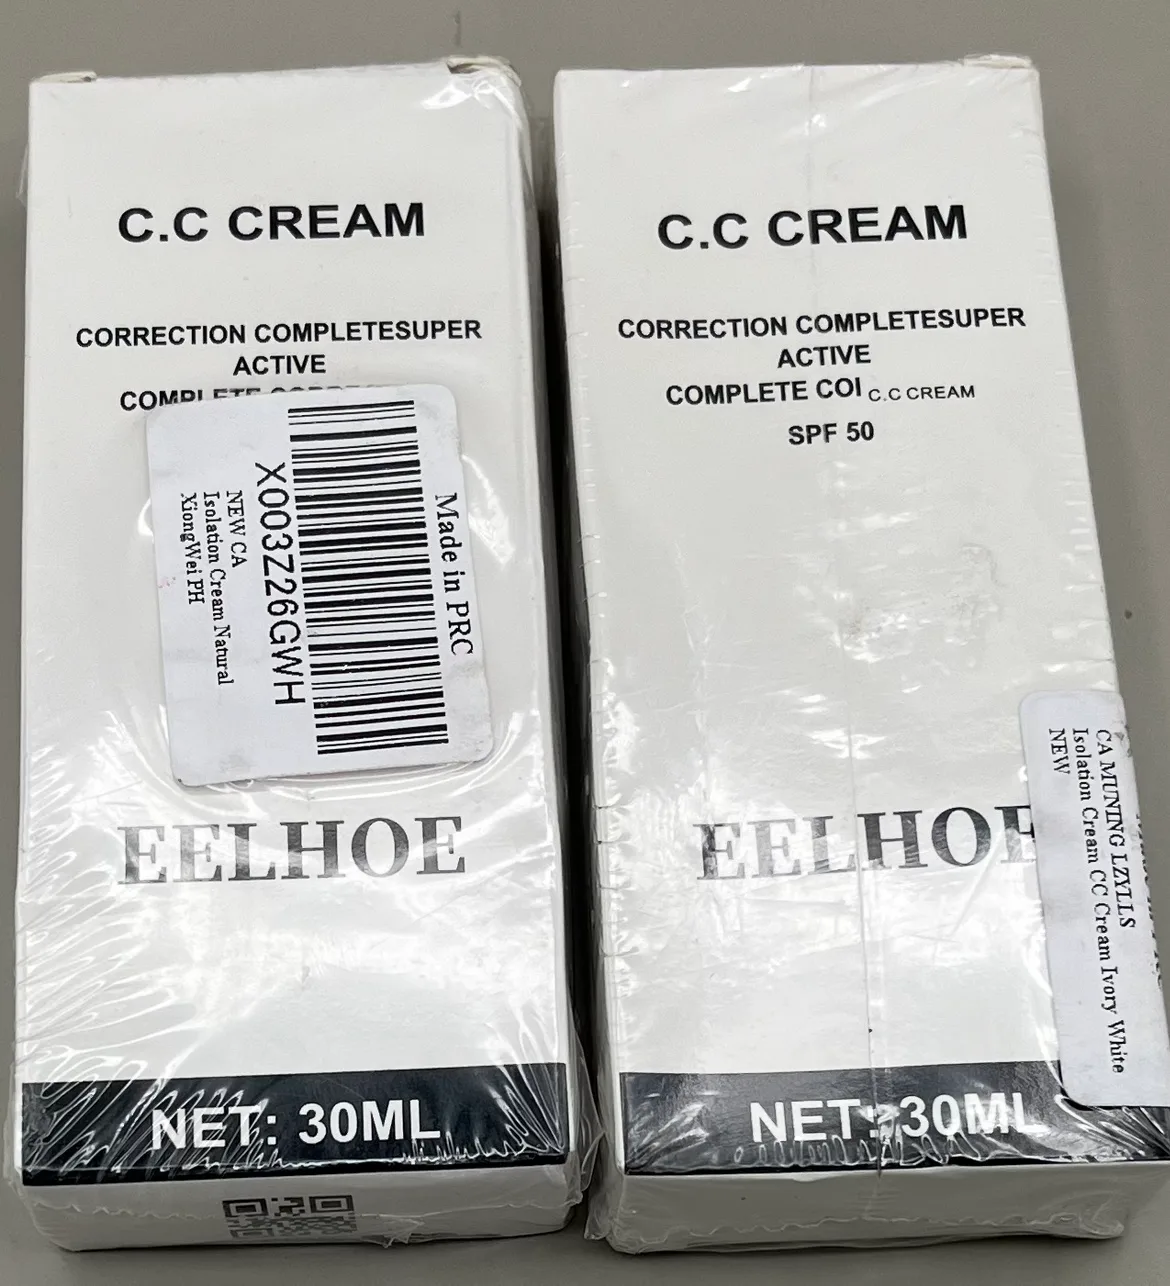 C.C CREAM
CORRECTION COMPLETESUPER
ACTIVE
COMPLETE
Made in PRC
X003Z26GWH
NEW CA
Isolation Cream Natural
XiongWei PH
EELHOE
NET: 30ML
C.C CREAM
CORRECTION COMPLETESUPER
ACTIVE
COMPLETE COI C.C CREAM
SPF 50
EELHOE
CA MUNING LZYLLS
Isolation Cream CC Cream Ivory White
NEW
NET: 30ML